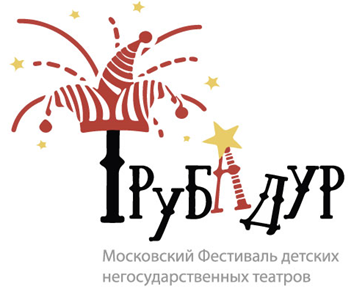 ТРУБАДУР
Московский Фестиваль детских
негосударственных театров